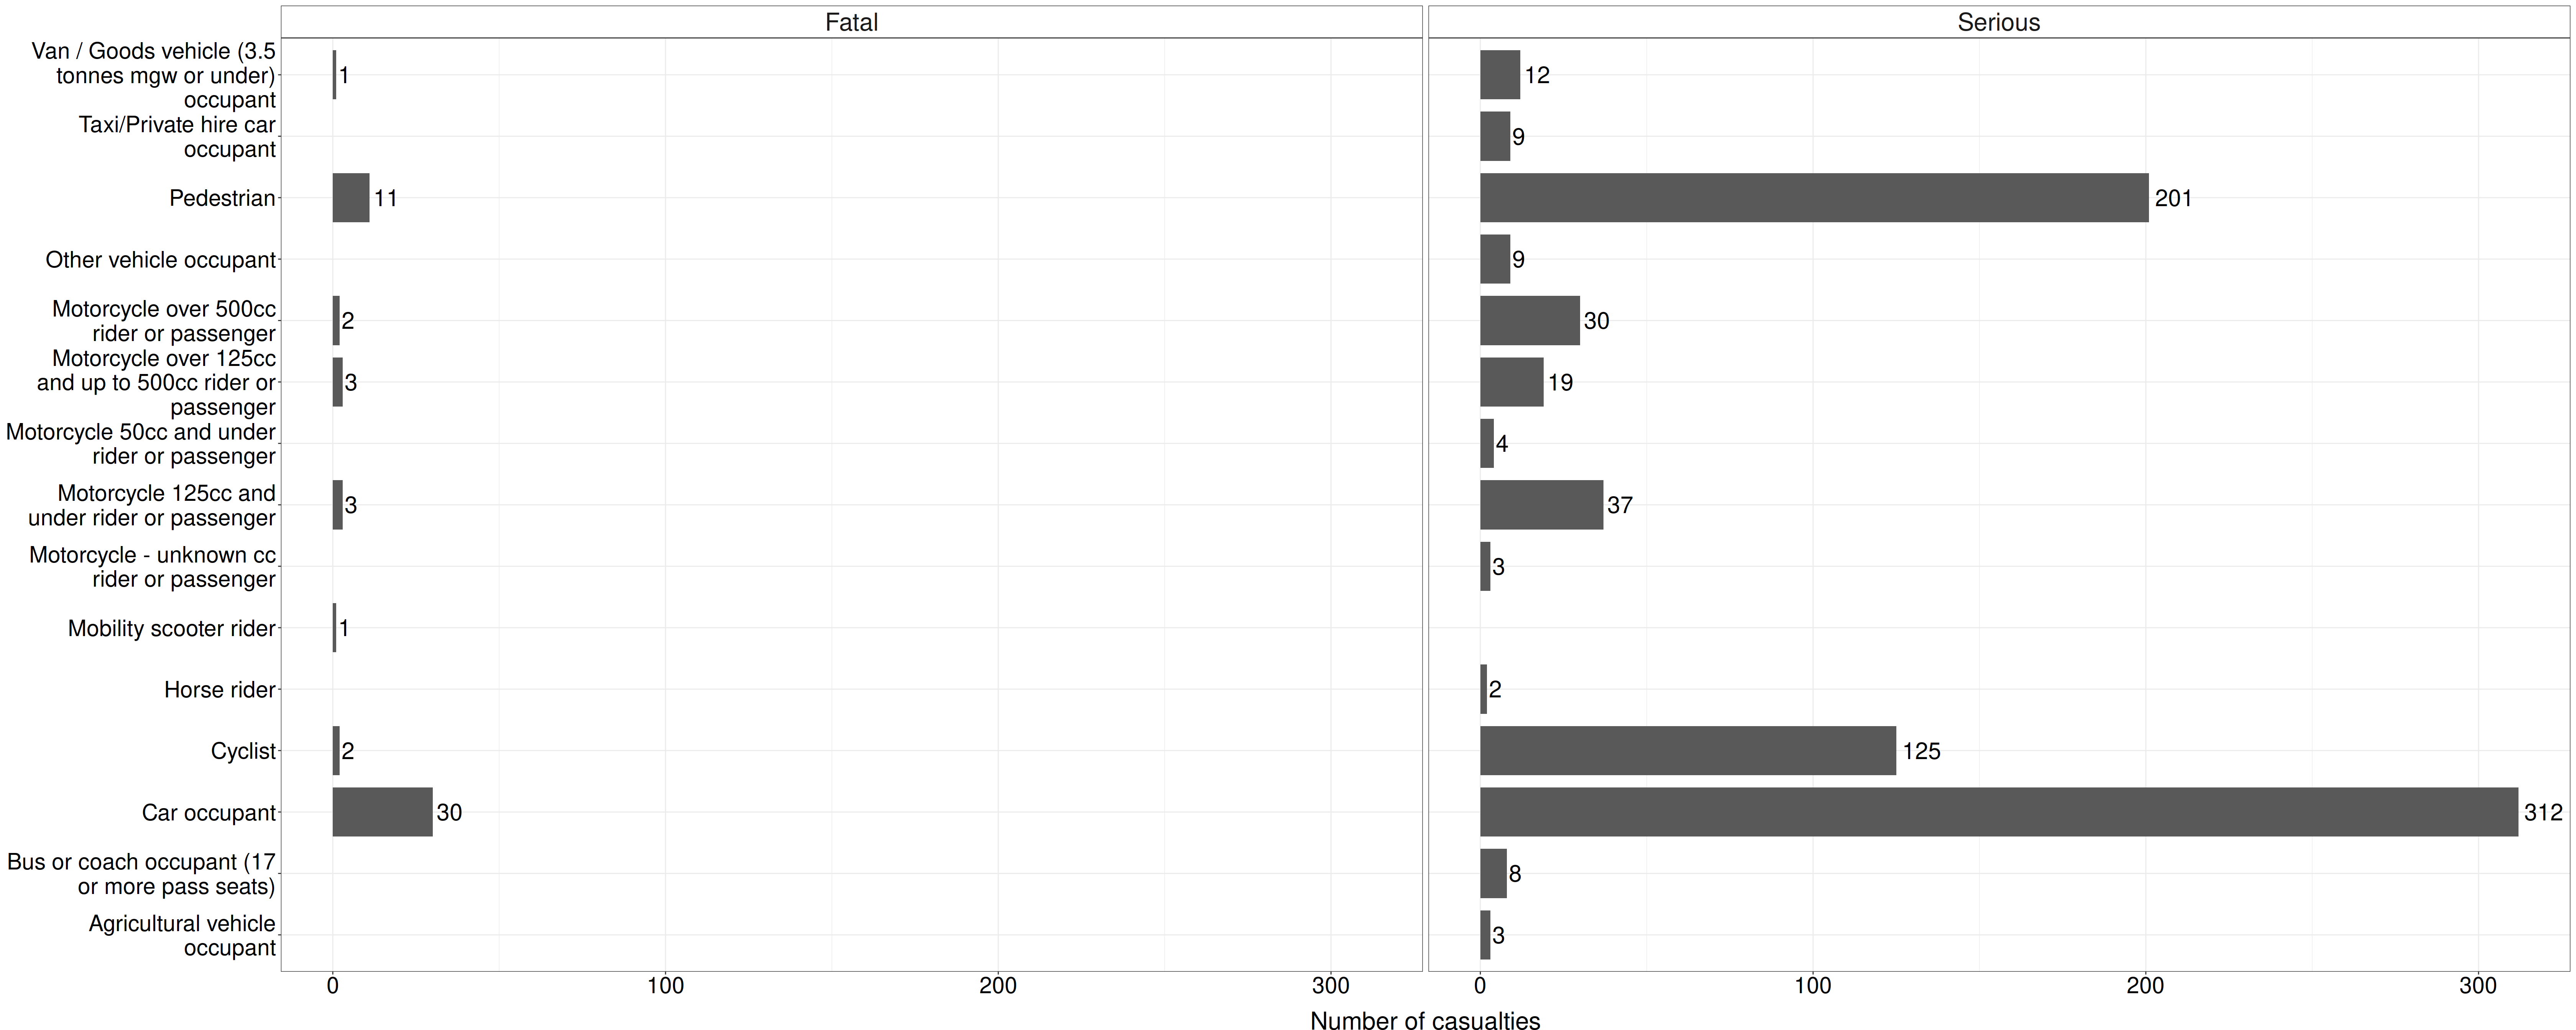 Fatal
Serious
Van / Goods vehicle (3.5
tonnes mgw or under)
occupant
1
12
Taxi/Private hire car
occupant
9
Pedestrian
11
201
Other vehicle occupant
9
Motorcycle over 500cc
rider or passenger
2
30
Motorcycle over 125cc
and up to 500cc rider or
passenger
3
19
Motorcycle 50cc and under
rider or passenger
4
Motorcycle 125cc and
under rider or passenger
3
37
Motorcycle - unknown cc
rider or passenger
3
Mobility scooter rider
1
Horse rider
2
Cyclist
2
125
Car occupant
30
312
Bus or coach occupant (17
or more pass seats)
8
Agricultural vehicle
occupant
3
0 100 200 300
0 100 200 300
Number of casualties